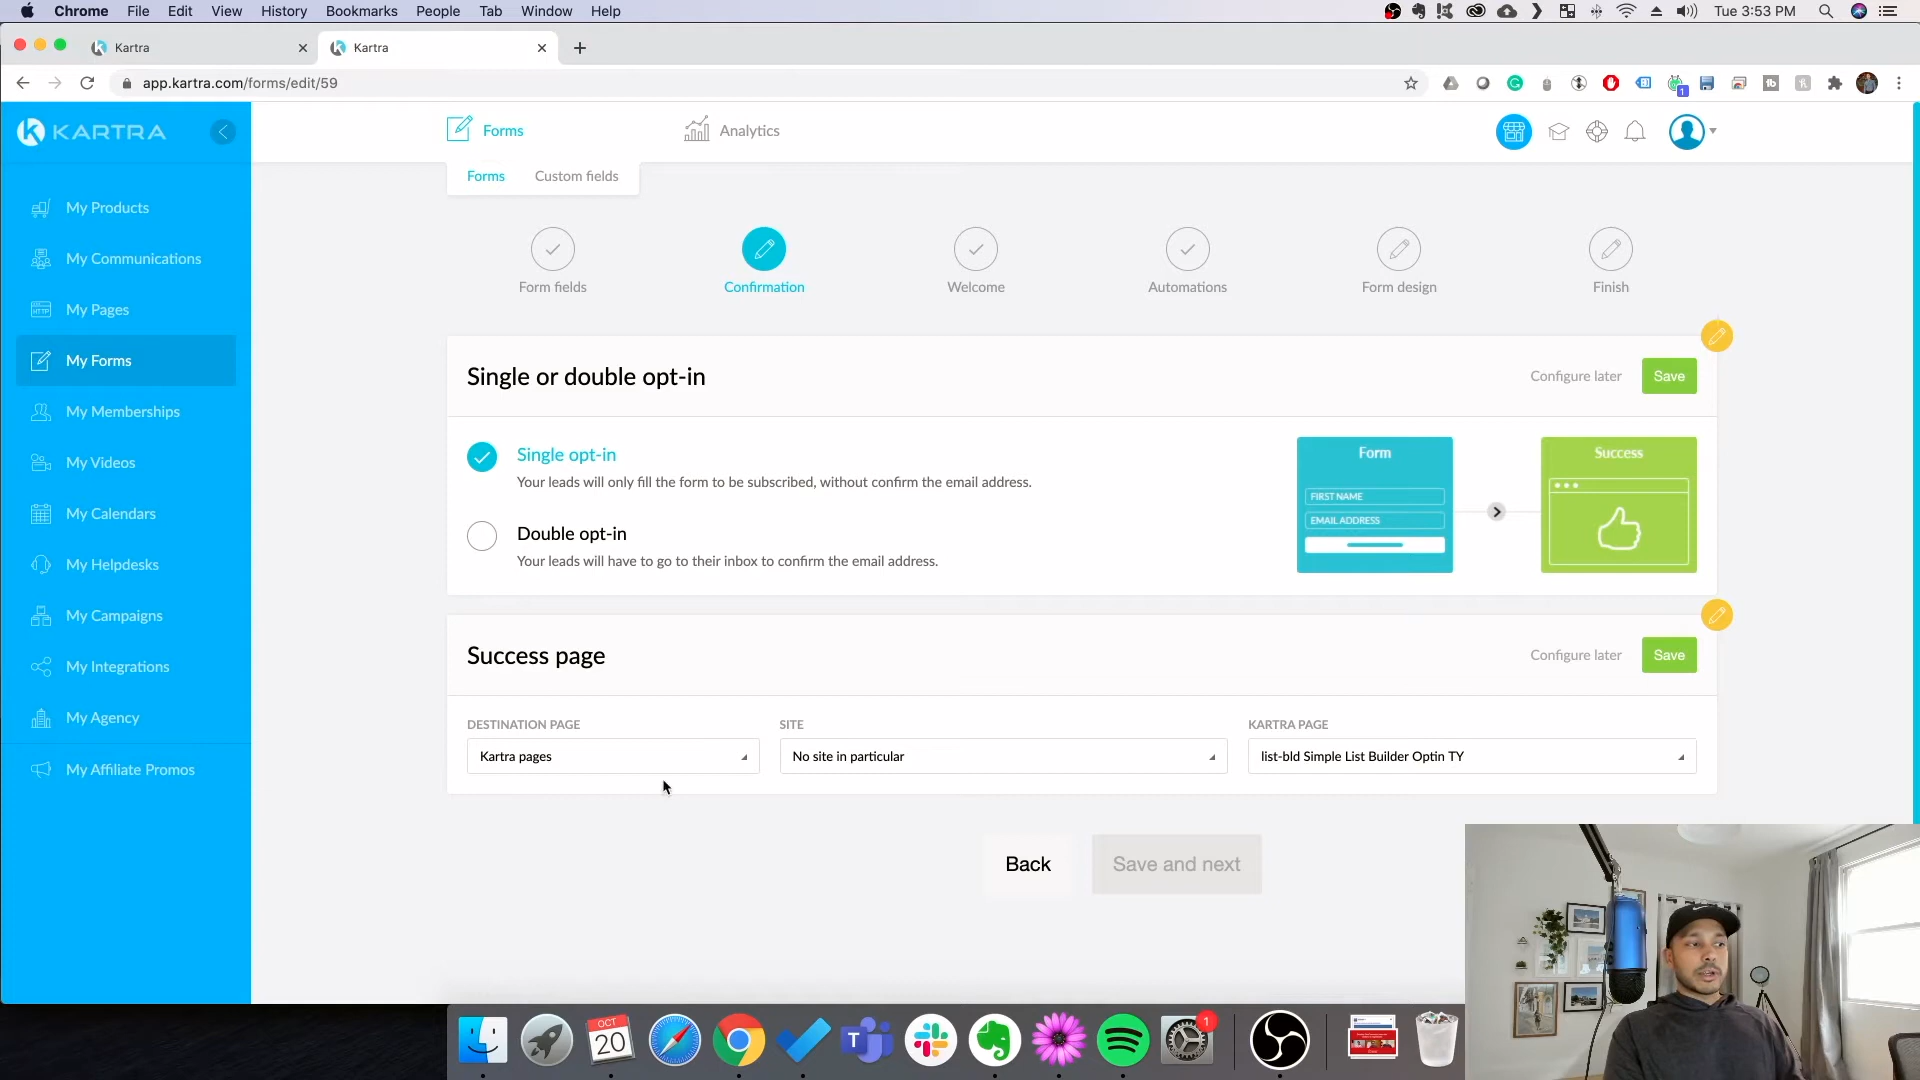 Chrome File Edit View History Bookmarks People Tab Window Help
Tue 3:53 PM
Kartra
Kartra
app.kartra.com/forms/edit/59
1
KARTRA
My Products
My Communications
My Pages
My Forms
My Memberships
My Videos
My Calendars
My Helpdesks
My Campaigns
My Integrations
My Agency
My Affiliate Promos
Forms
Analytics
Forms
Custom fields
Form fields
Confirmation
Welcome
Automations
Form design
Finish
Single or double opt-in
Configure later
Save
Single opt-in
Your leads will only fill the form to be subscribed, without confirm the email address.
Double opt-in
Your leads will have to go to their inbox to confirm the email address.
Form
FIRST NAME
EMAIL ADDRESS
Success
Success page
Configure later
Save
DESTINATION PAGE
SITE
KARTRA PAGE
Kartra pages
No site in particular
list-bld Simple List Builder Optin TY
Back
Save and next
OCT
20
T
1